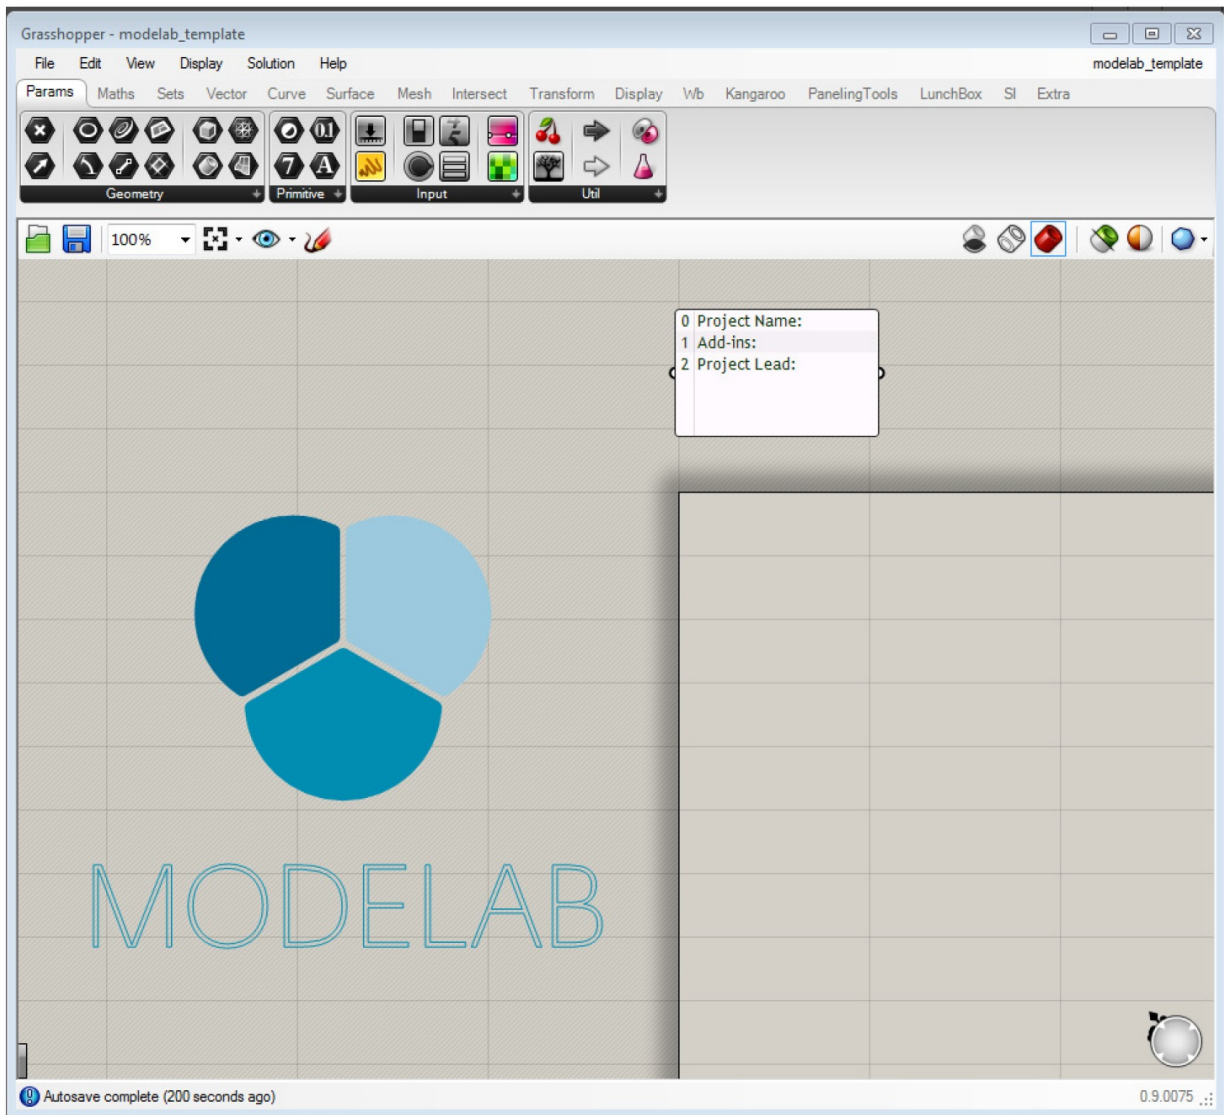 Grasshopper - modelab_template
File Edit View Display Solution Help modelab_template
Params Maths Sets Vector Curve Surface Mesh Intersect Transform Display Wb Kangaroo PanelingTools LunchBox SI Extra
0.1
7 A
Geometry Primitive Input Util
100%
0 Project Name:
1 Add-ins:
2 Project Lead:
MODELAB
Autosave complete (200 seconds ago) 0.9.0075